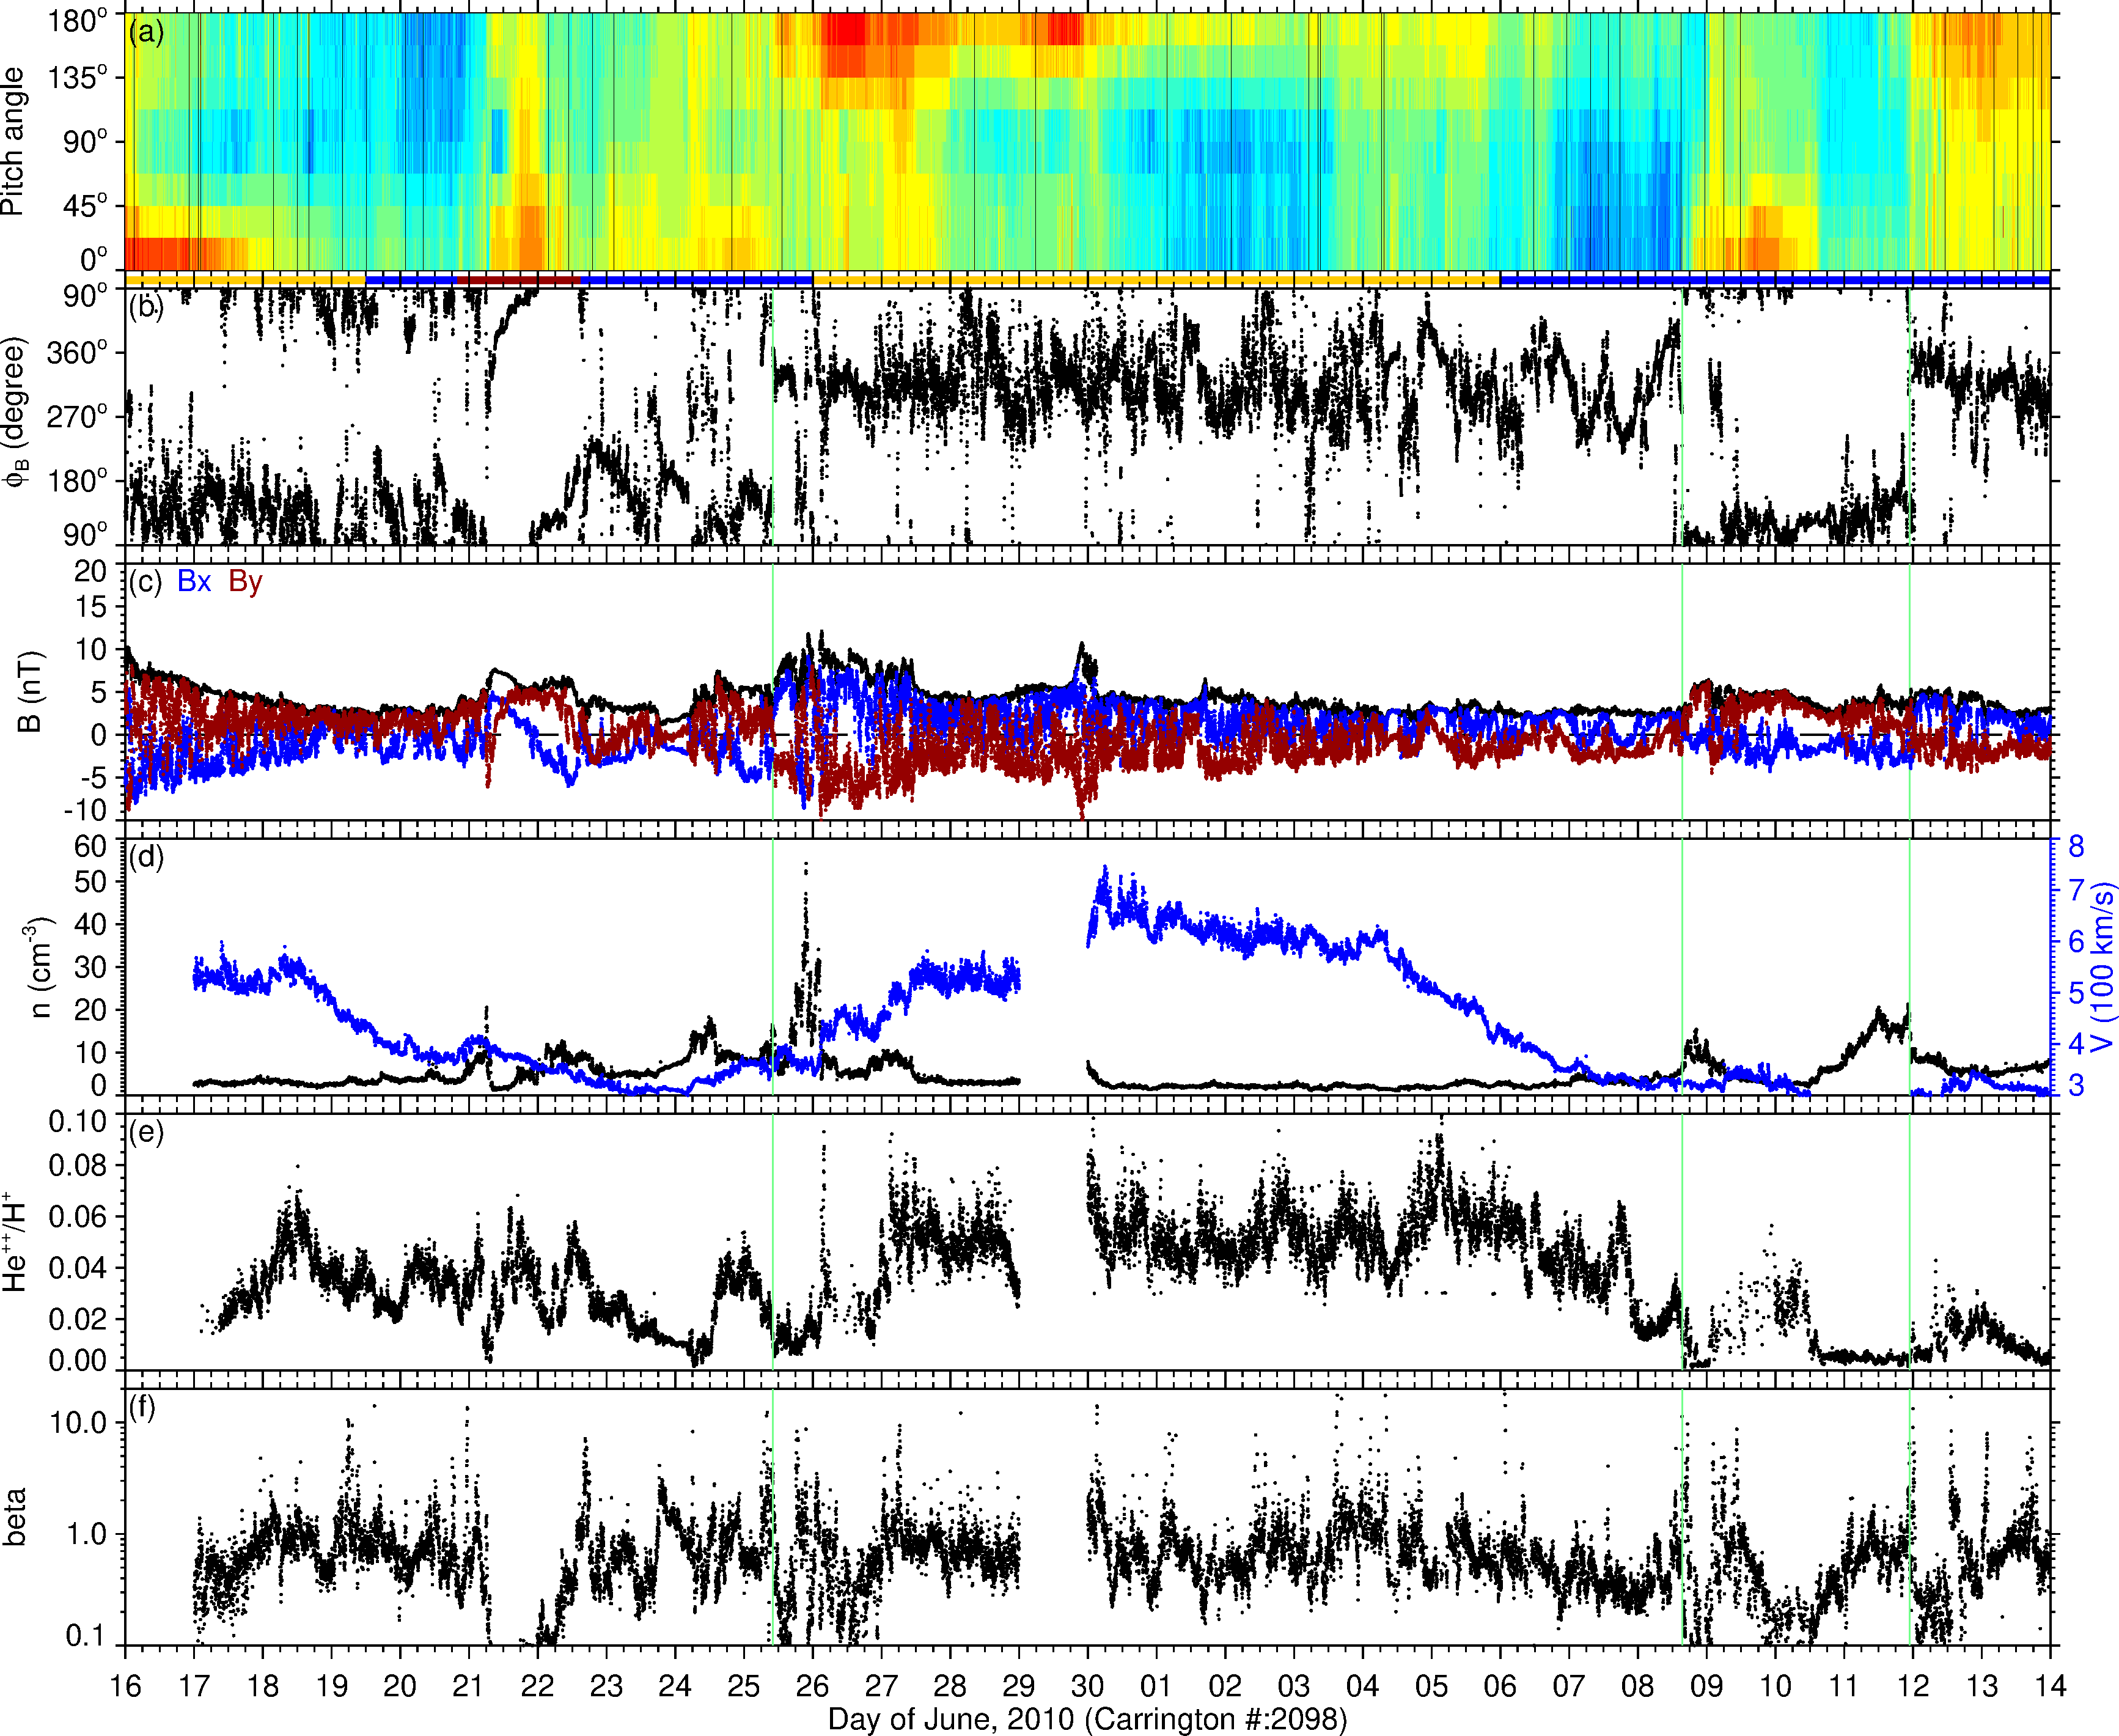 (a)
180°
135°
90°
45°
0°
Pitch angle
(b)
90°
360°
270°
180°
90°
ϕB (degree)
(c) Bx By
20
15
10
5
0
-5
-10
B (nT)
(d)
60
50
40
30
20
10
0
n (cm-3)
8
7
6
5
4
3
V (100 km/s)
(e)
0.10
0.08
0.06
0.04
0.02
0.00
He++/H+
(f)
10.0
1.0
0.1
beta
16 17 18 19 20 21 22 23 24 25 26 27 28 29 30 01 02 03 04 05 06 07 08 09 10 11 12 13 14
Day of June, 2010 (Carrington #:2098)